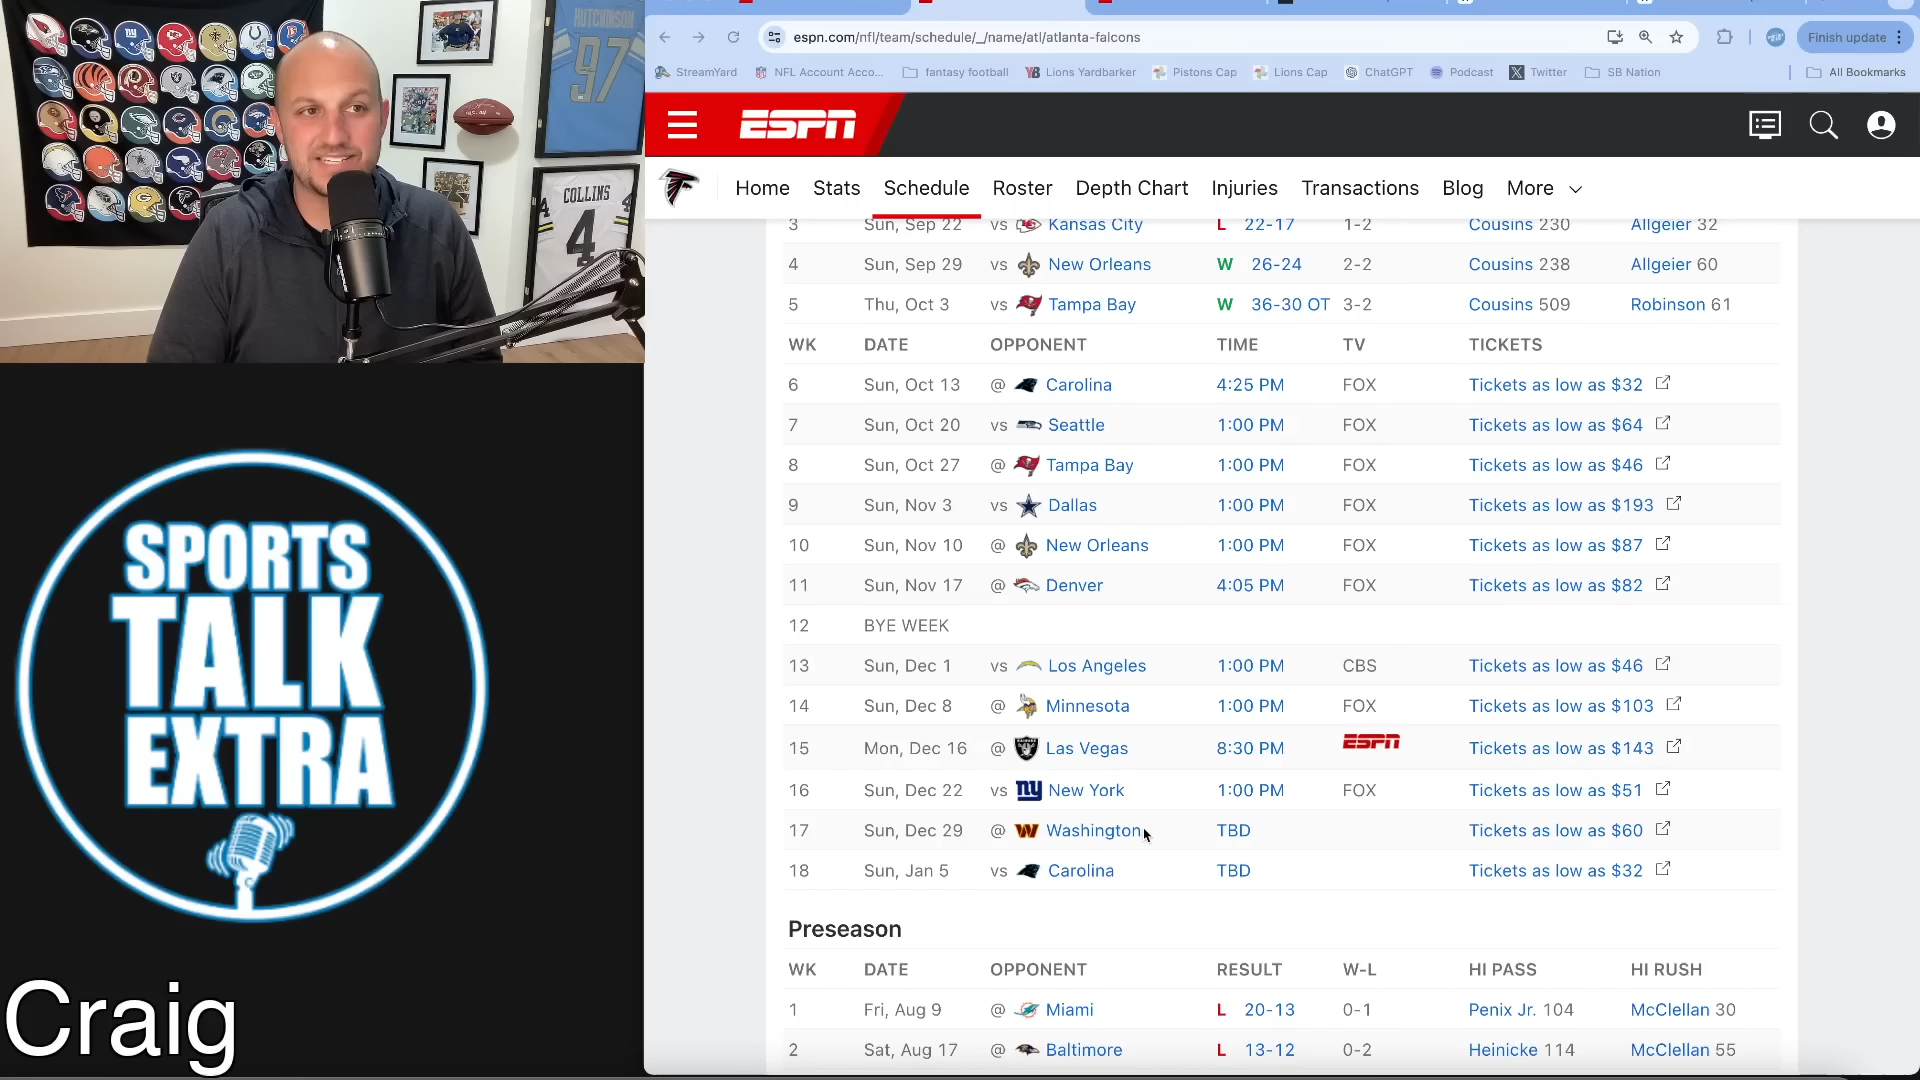 HUTCHINSON
97
COLLINS
4 4
4
SPORTS
TALK
EXTRA
Craig
espn.com/nfl/team/schedule/_/name/atl/atlanta-falcons
Finish update
StreamYard NFL Account Acco... fantasy football Lions Yardbarker Pistons Cap Lions Cap ChatGPT Podcast Twitter SB Nation All Bookmarks
ESPN
Home Stats Schedule Roster Depth Chart Injuries Transactions Blog More
3 Sun, Sep 22 vs Kansas City L 22-17 1-2 Cousins 230 Allgeier 32
4 Sun, Sep 29 vs New Orleans W 26-24 2-2 Cousins 238 Allgeier 60
5 Thu, Oct 3 vs Tampa Bay W 36-30 OT 3-2 Cousins 509 Robinson 61
WK DATE OPPONENT TIME TV TICKETS
6 Sun, Oct 13 @ Carolina 4:25 PM FOX Tickets as low as $32
7 Sun, Oct 20 vs Seattle 1:00 PM FOX Tickets as low as $64
8 Sun, Oct 27 @ Tampa Bay 1:00 PM FOX Tickets as low as $46
9 Sun, Nov 3 vs Dallas 1:00 PM FOX Tickets as low as $193
10 Sun, Nov 10 @ New Orleans 1:00 PM FOX Tickets as low as $87
11 Sun, Nov 17 @ Denver 4:05 PM FOX Tickets as low as $82
12 BYE WEEK
13 Sun, Dec 1 vs Los Angeles 1:00 PM CBS Tickets as low as $46
14 Sun, Dec 8 @ Minnesota 1:00 PM FOX Tickets as low as $103
15 Mon, Dec 16 @ Las Vegas 8:30 PM ESPN Tickets as low as $143
16 Sun, Dec 22 vs ny New York 1:00 PM FOX Tickets as low as $51
17 Sun, Dec 29 @ W Washington TBD Tickets as low as $60
18 Sun, Jan 5 vs Carolina TBD Tickets as low as $32
Preseason
WK DATE OPPONENT RESULT W-L HI PASS HI RUSH
1 Fri, Aug 9 @ Miami L 20-13 0-1 Penix Jr. 104 McClellan 30
2 Sat, Aug 17 @ Baltimore L 13-12 0-2 Heinicke 114 McClellan 55